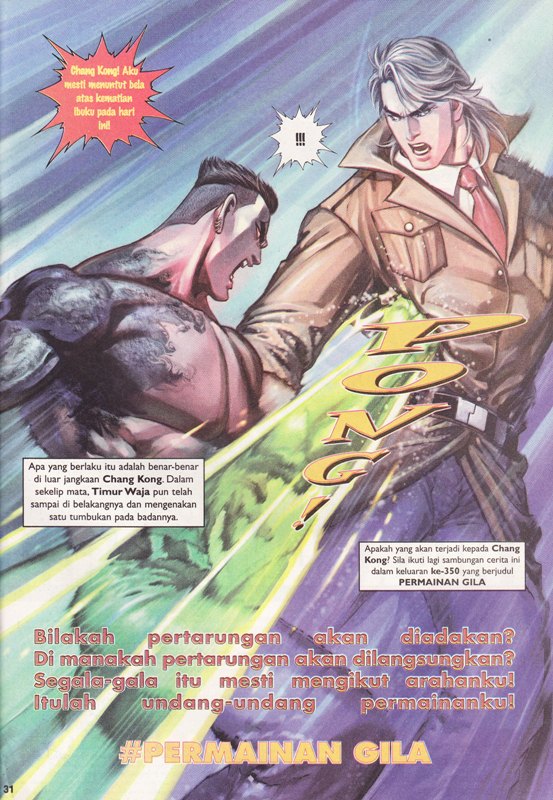 Chang Kong! Aku
mesti menuntut bela
atas kematian
ibuku pada hari
ini!
!!!
PONG!
Apa yang berlaku itu adalah benar-benar
di luar jangkaan Chang Kong. Dalam
sekelip mata, Timur Waja pun telah
sampai di belakangnya dan mengenakan
satu tumbukan pada badannya.
Apakah yang akan terjadi kepada Chang
Kong? Sila ikuti lagi sambungan cerita ini
dalam keluaran ke-350 yang berjudul
PERMAINAN GILA
Bilakah pertarungan akan diadakan?
Di manakah pertarungan akan dilangsungkan?
Segala-gala itu mesti mengikut arahanku!
Itulah undang-undang permainanku!
#PERMAINAN GILA
31